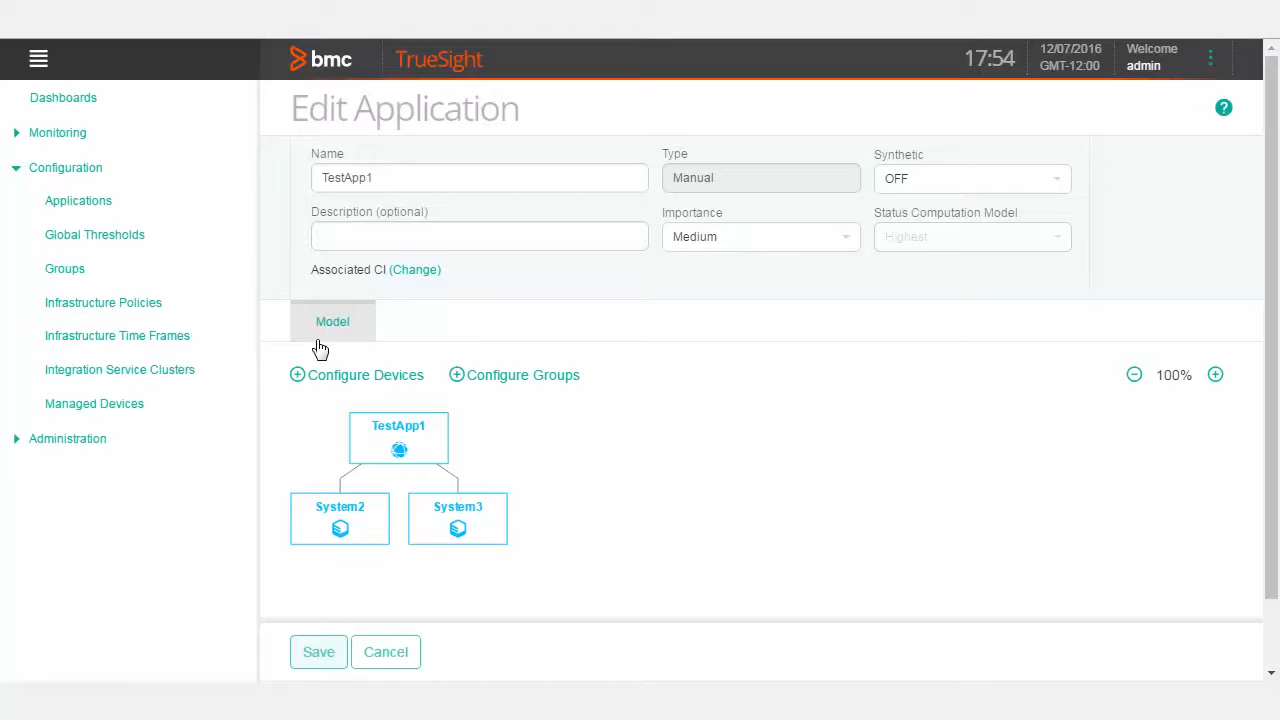 bmc TrueSight 17:54 12/07/2016 Welcome
GMT-12:00 admin
Dashboards
Monitoring
Configuration
Applications
Global Thresholds
Groups
Infrastructure Policies
Infrastructure Time Frames
Integration Service Clusters
Managed Devices
Administration
Edit Application ?
Name Type Synthetic
TestApp1 Manual OFF
Description (optional) Importance Status Computation Model
Medium Highest
Associated CI (Change)
Model
Configure Devices Configure Groups 100%
TestApp1
System2 System3
Save Cancel